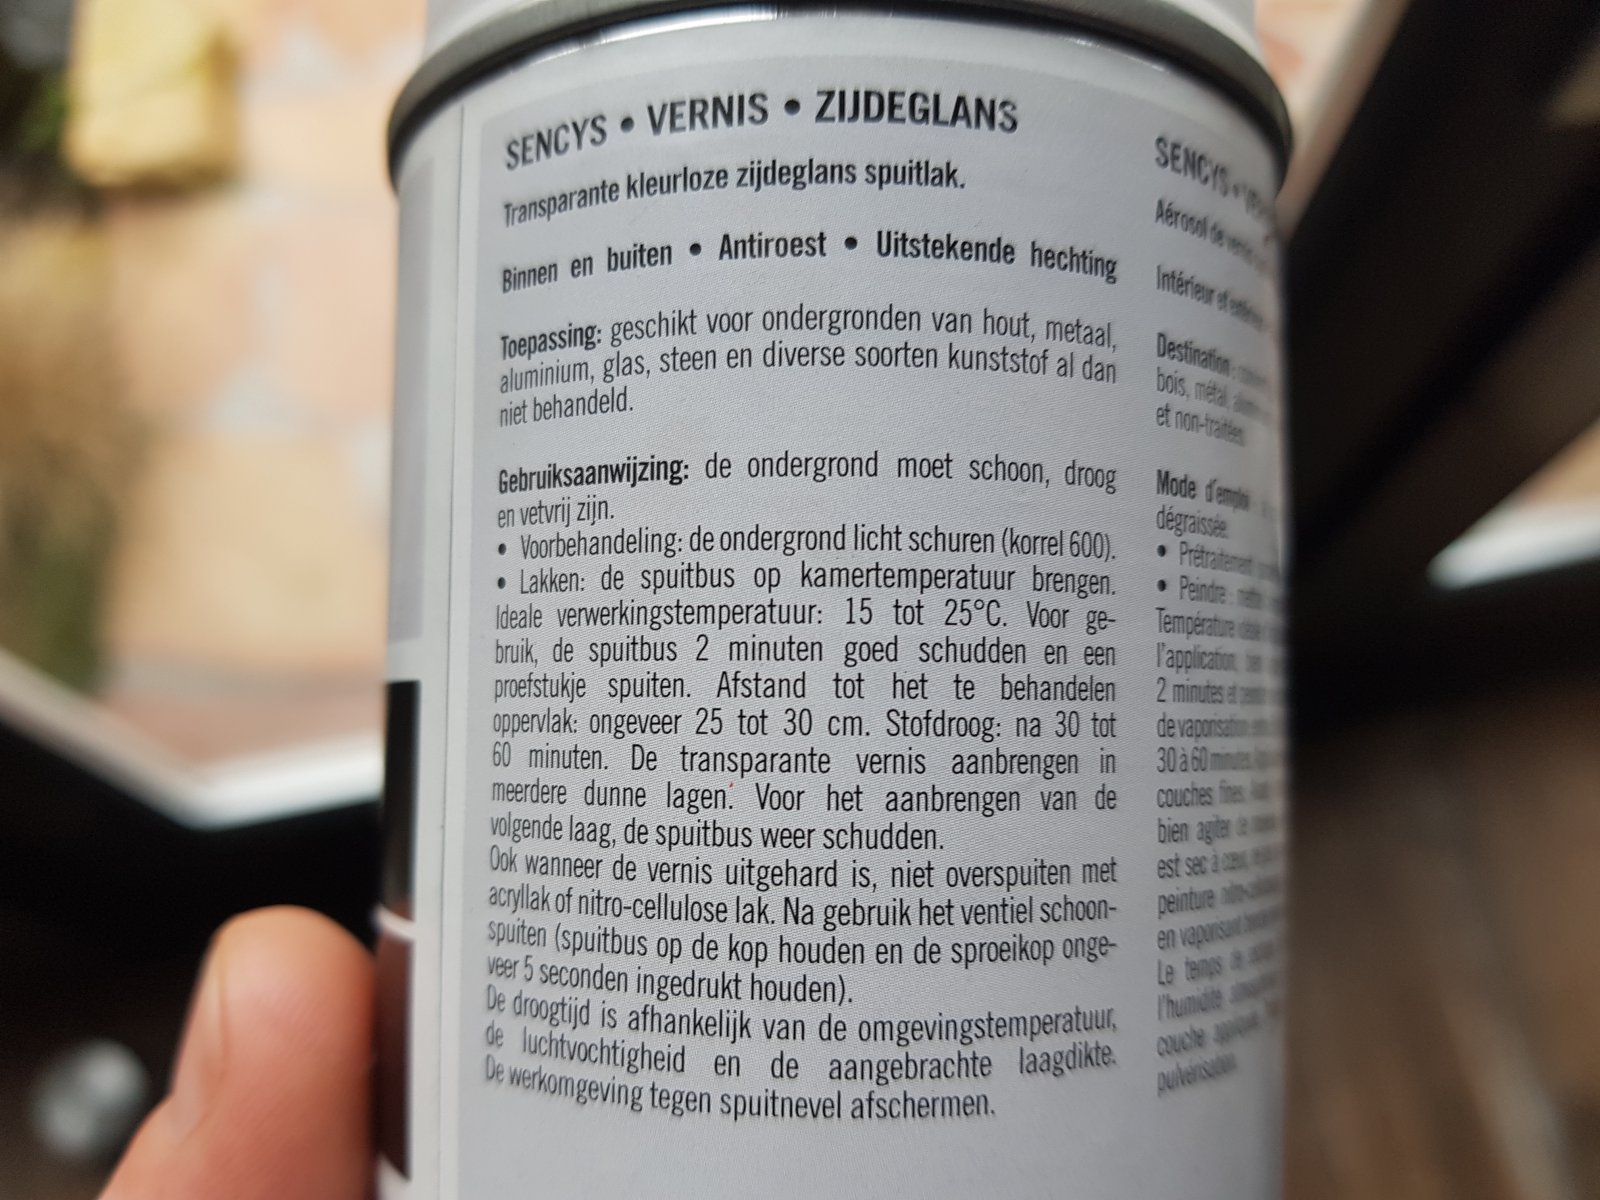 SENCYS • VERNIS • ZIJDEGLANS
Transparante kleurloze zijdeglans spuitlak.
Binnen en buiten • Antiroest • Uitstekende hechting
Toepassing: geschikt voor ondergronden van hout, metaal,
aluminium, glas, steen en diverse soorten kunststof al dan
niet behandeld.
Gebruiksaanwijzing: de ondergrond moet schoon, droog
en vetvrij zijn.
• Voorbehandeling: de ondergrond licht schuren (korrel 600).
• Lakken: de spuitbus op kamertemperatuur brengen.
Ideale verwerkingstemperatuur: 15 tot 25°C. Voor ge-
bruik, de spuitbus 2 minuten goed schudden en een
proefstukje spuiten. Afstand tot het te behandelen
oppervlak: ongeveer 25 tot 30 cm. Stofdroog: na 30 tot
60 minuten. De transparante vernis aanbrengen in
meerdere dunne lagen. Voor het aanbrengen van de
volgende laag, de spuitbus weer schudden.
Ook wanneer de vernis uitgehard is, niet overspuiten met
acryllak of nitro-cellulose lak. Na gebruik het ventiel schoon-
spuiten (spuitbus op de kop houden en de sproeikop onge-
veer 5 seconden ingedrukt houden).
De droogtijd is afhankelijk van de omgevingstemperatuur,
de luchtvochtigheid en de aangebrachte laagdikte.
De werkomgeving tegen spuitnevel afschermen.
SENCYS
Aérosol de
Intérieur et
Destination:
bois, métal,
et non-traitées.
Mode d'emploi
dégraissée.
• Prétraitement
• Peindre:
Température
l'application,
2 minutes et
de vaporisation
30 à 60 minutes.
couches fines.
bien agiter
est sec à cœur,
peinture
en vaporisant
Le temps de
l'humidité
couche
pulvérisation.